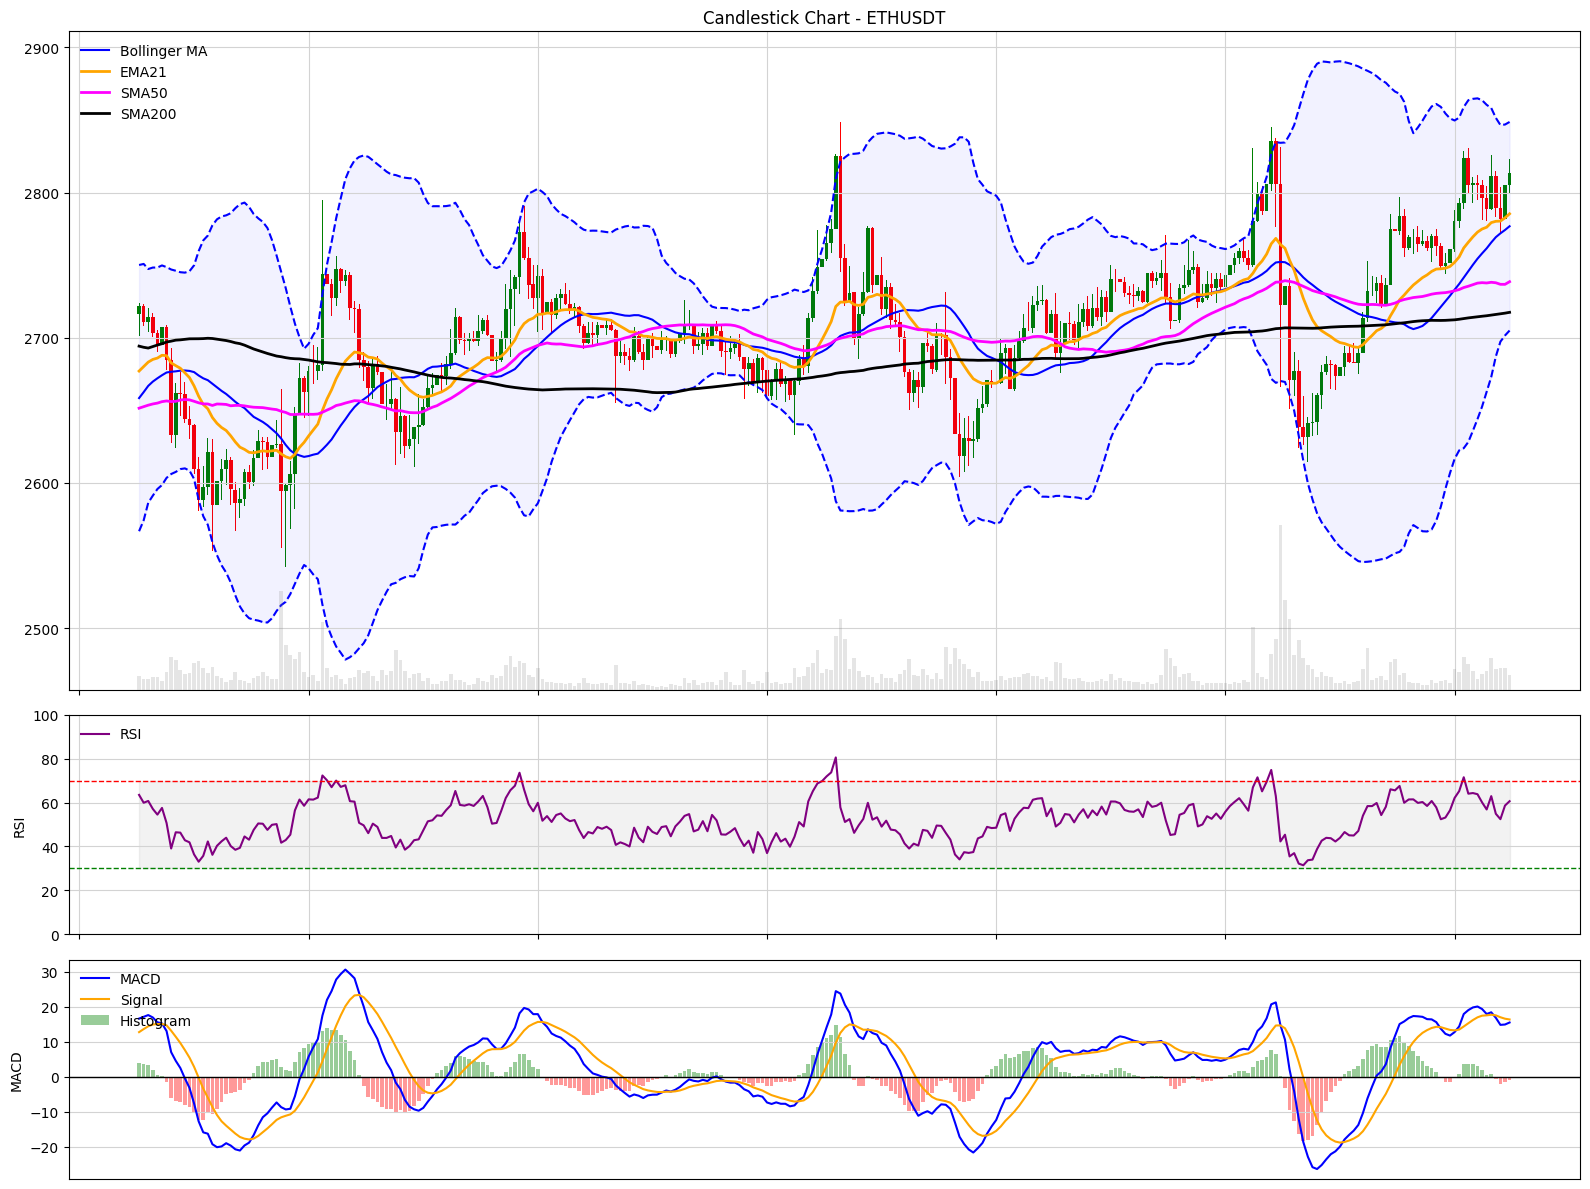 Candlestick Chart - ETHUSDT
Bollinger MA
EMA21
SMA50
SMA200
2900
2800
2700
2600
2500
RSI
RSI
100
80
60
40
20
0
MACD
Signal
Histogram
MACD
30
20
10
0
−10
−20